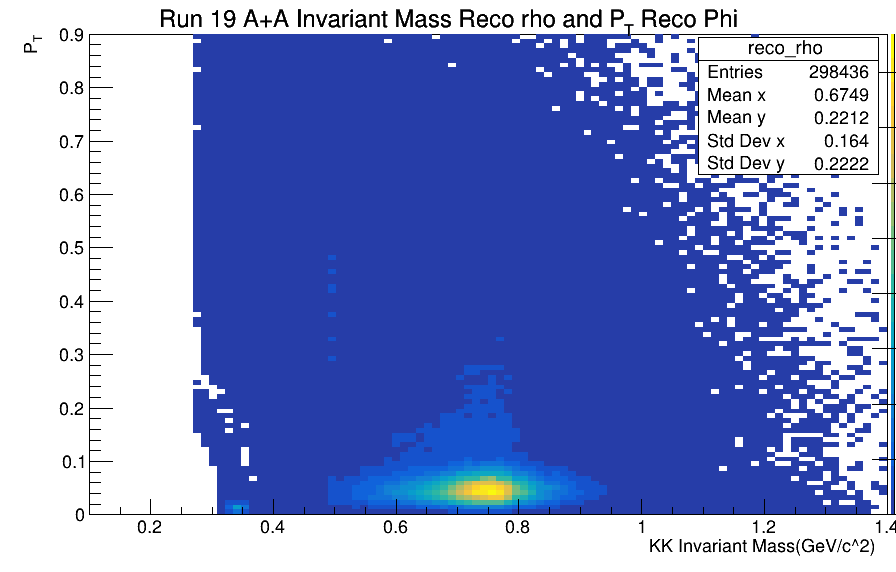 Run 19 A+A Invariant Mass Reco rho and P_T Reco Phi
P_T
reco_rho
Entries 298436
Mean x 0.6749
Mean y 0.2212
Std Dev x 0.164
Std Dev y 0.2222
0.9
0.8
0.7
0.6
0.5
0.4
0.3
0.2
0.1
0
0.2 0.4 0.6 0.8 1 1.2 1.4
KK Invariant Mass(GeV/c^2)